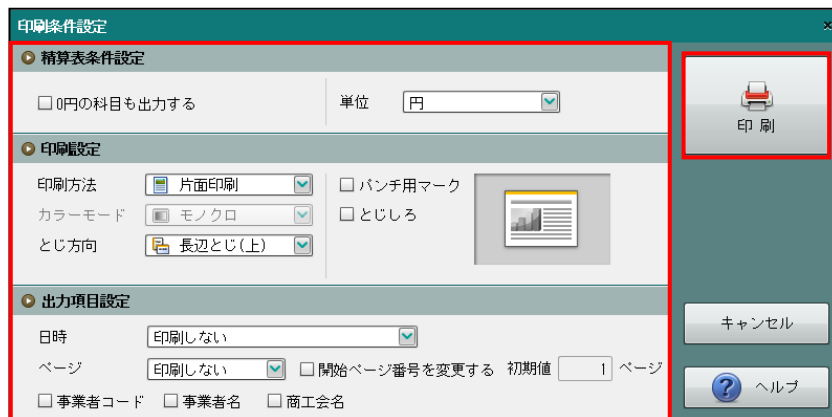 印刷条件設定
精算表条件設定
0円の科目も出力する 単位 円
印刷
印刷設定
印刷方法 片面印刷 パンチ用マーク
カラーモード モノクロ とじしろ
とじ方向 長辺とじ(上)
出力項目設定
日時 印刷しない
ページ 印刷しない 開始ページ番号を変更する 初期値 1 ページ
事業者コード 事業者名 商工会名
キャンセル
ヘルプ